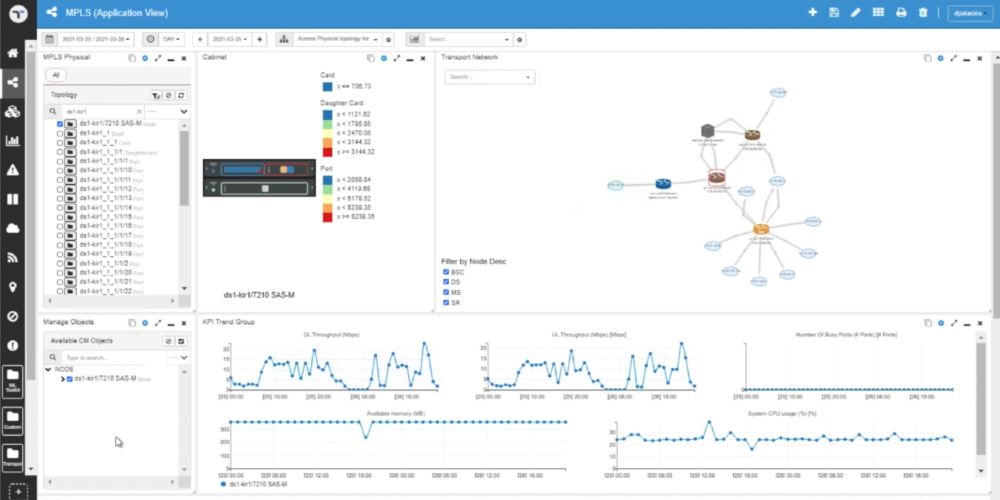 MPLS (Application View)
dpalacios
2021-03-25 / 2021-03-26
DAY
2021-03-25
Access Physical topology for ..
Select...
MPLS Physical
All
Topology
ds1-kir1
ds1-kir1/7210 SAS-M Node
ds1-kir1_1 Shelf
ds1-kir1_1_1 Card
ds1-kir1_1_1/1 Daughtercard
ds1-kir1_1_1/1/1 Port
ds1-kir1_1_1/1/10 Port
ds1-kir1_1_1/1/11 Port
ds1-kir1_1_1/1/12 Port
ds1-kir1_1_1/1/13 Port
ds1-kir1_1_1/1/14 Port
ds1-kir1_1_1/1/15 Port
ds1-kir1_1_1/1/16 Port
ds1-kir1_1_1/1/17 Port
ds1-kir1_1_1/1/18 Port
ds1-kir1_1_1/1/19 Port
ds1-kir1_1_1/1/2 Port
ds1-kir1_1_1/1/20 Port
ds1-kir1_1_1/1/21 Port
ds1-kir1_1_1/1/22 Port
Cabinet
Card
x == 706.73
Daughter Card
x < 1121.62
x < 1795.85
x < 2470.08
x < 3144.32
x >= 3144.32
Port
x < 2059.84
x < 4119.68
x < 6179.52
x < 8239.35
x >= 8239.35
ds1-kir1/7210 SAS-M
Transport Network
Search...
Filter by Node Desc
BSC
DS
MS
SR
Manage Objects
Available CM Objects
Type to search...
NODE
ds1-kir1/7210 SAS-M Node
ML Toolkit
Custom
Transpor
KPI Trend Group
DL Throughput (Mbps)
20
15
10
5
0
[25] 00:00 [25] 10:00 [25] 20:00 [26] 06:00 [26] 16:00
UL Throughput (Mbps) [Mbps]
20
15
10
5
0
[25] 00:00 [25] 10:00 [25] 20:00 [26] 06:00 [26] 16:00
Number Of Busy Ports (# Ports) [# Ports]
0
[25] 00:00 [25] 10:00 [25] 20:00 [26] 06:00 [26] 16:00
Available memory (MB)
300
200
100
0
[25] 00:00 [25] 06:00 [25] 12:00 [25] 18:00 [26] 00:00 [26] 06:00 [26] 12:00 [26] 18:00
ds1-kir1/7210 SAS-M
System CPU usage (%) [%]
30
20
10
0
[25] 00:00 [25] 06:00 [25] 12:00 [25] 18:00 [26] 00:00 [26] 06:00 [26] 12:00 [26] 18:00